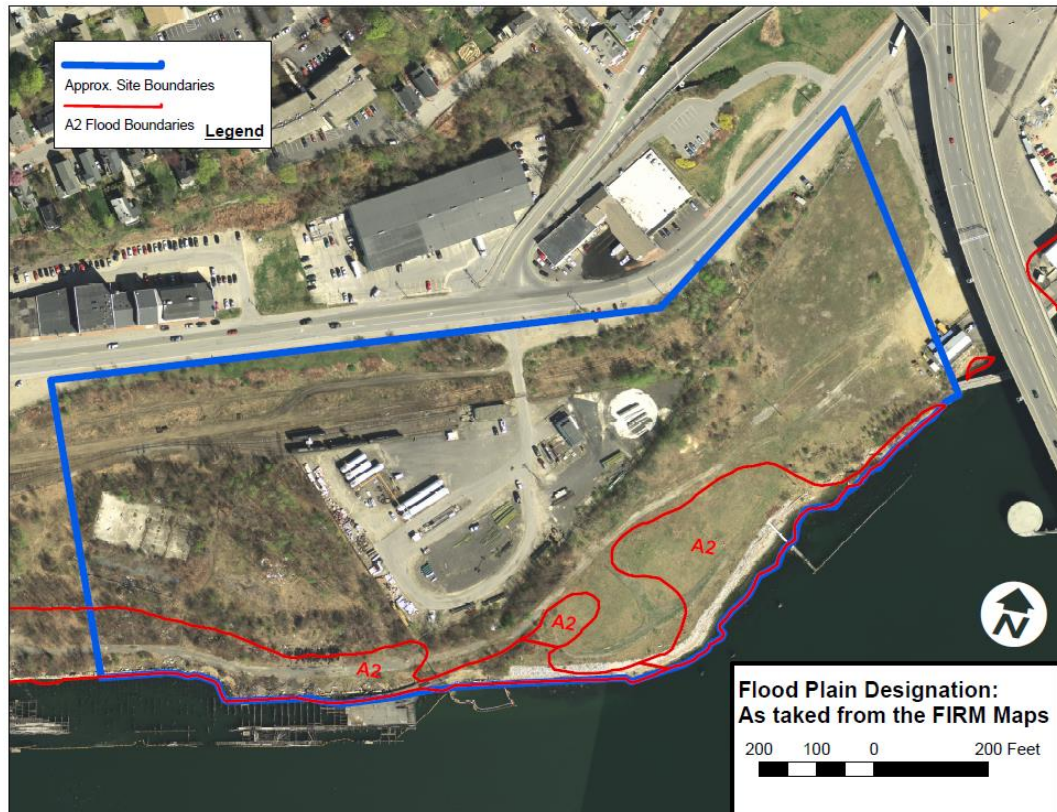 Approx. Site Boundaries
A2 Flood Boundaries Legend
A2
A2
A2
N
Flood Plain Designation:
As taked from the FIRM Maps
200 100 0 200 Feet